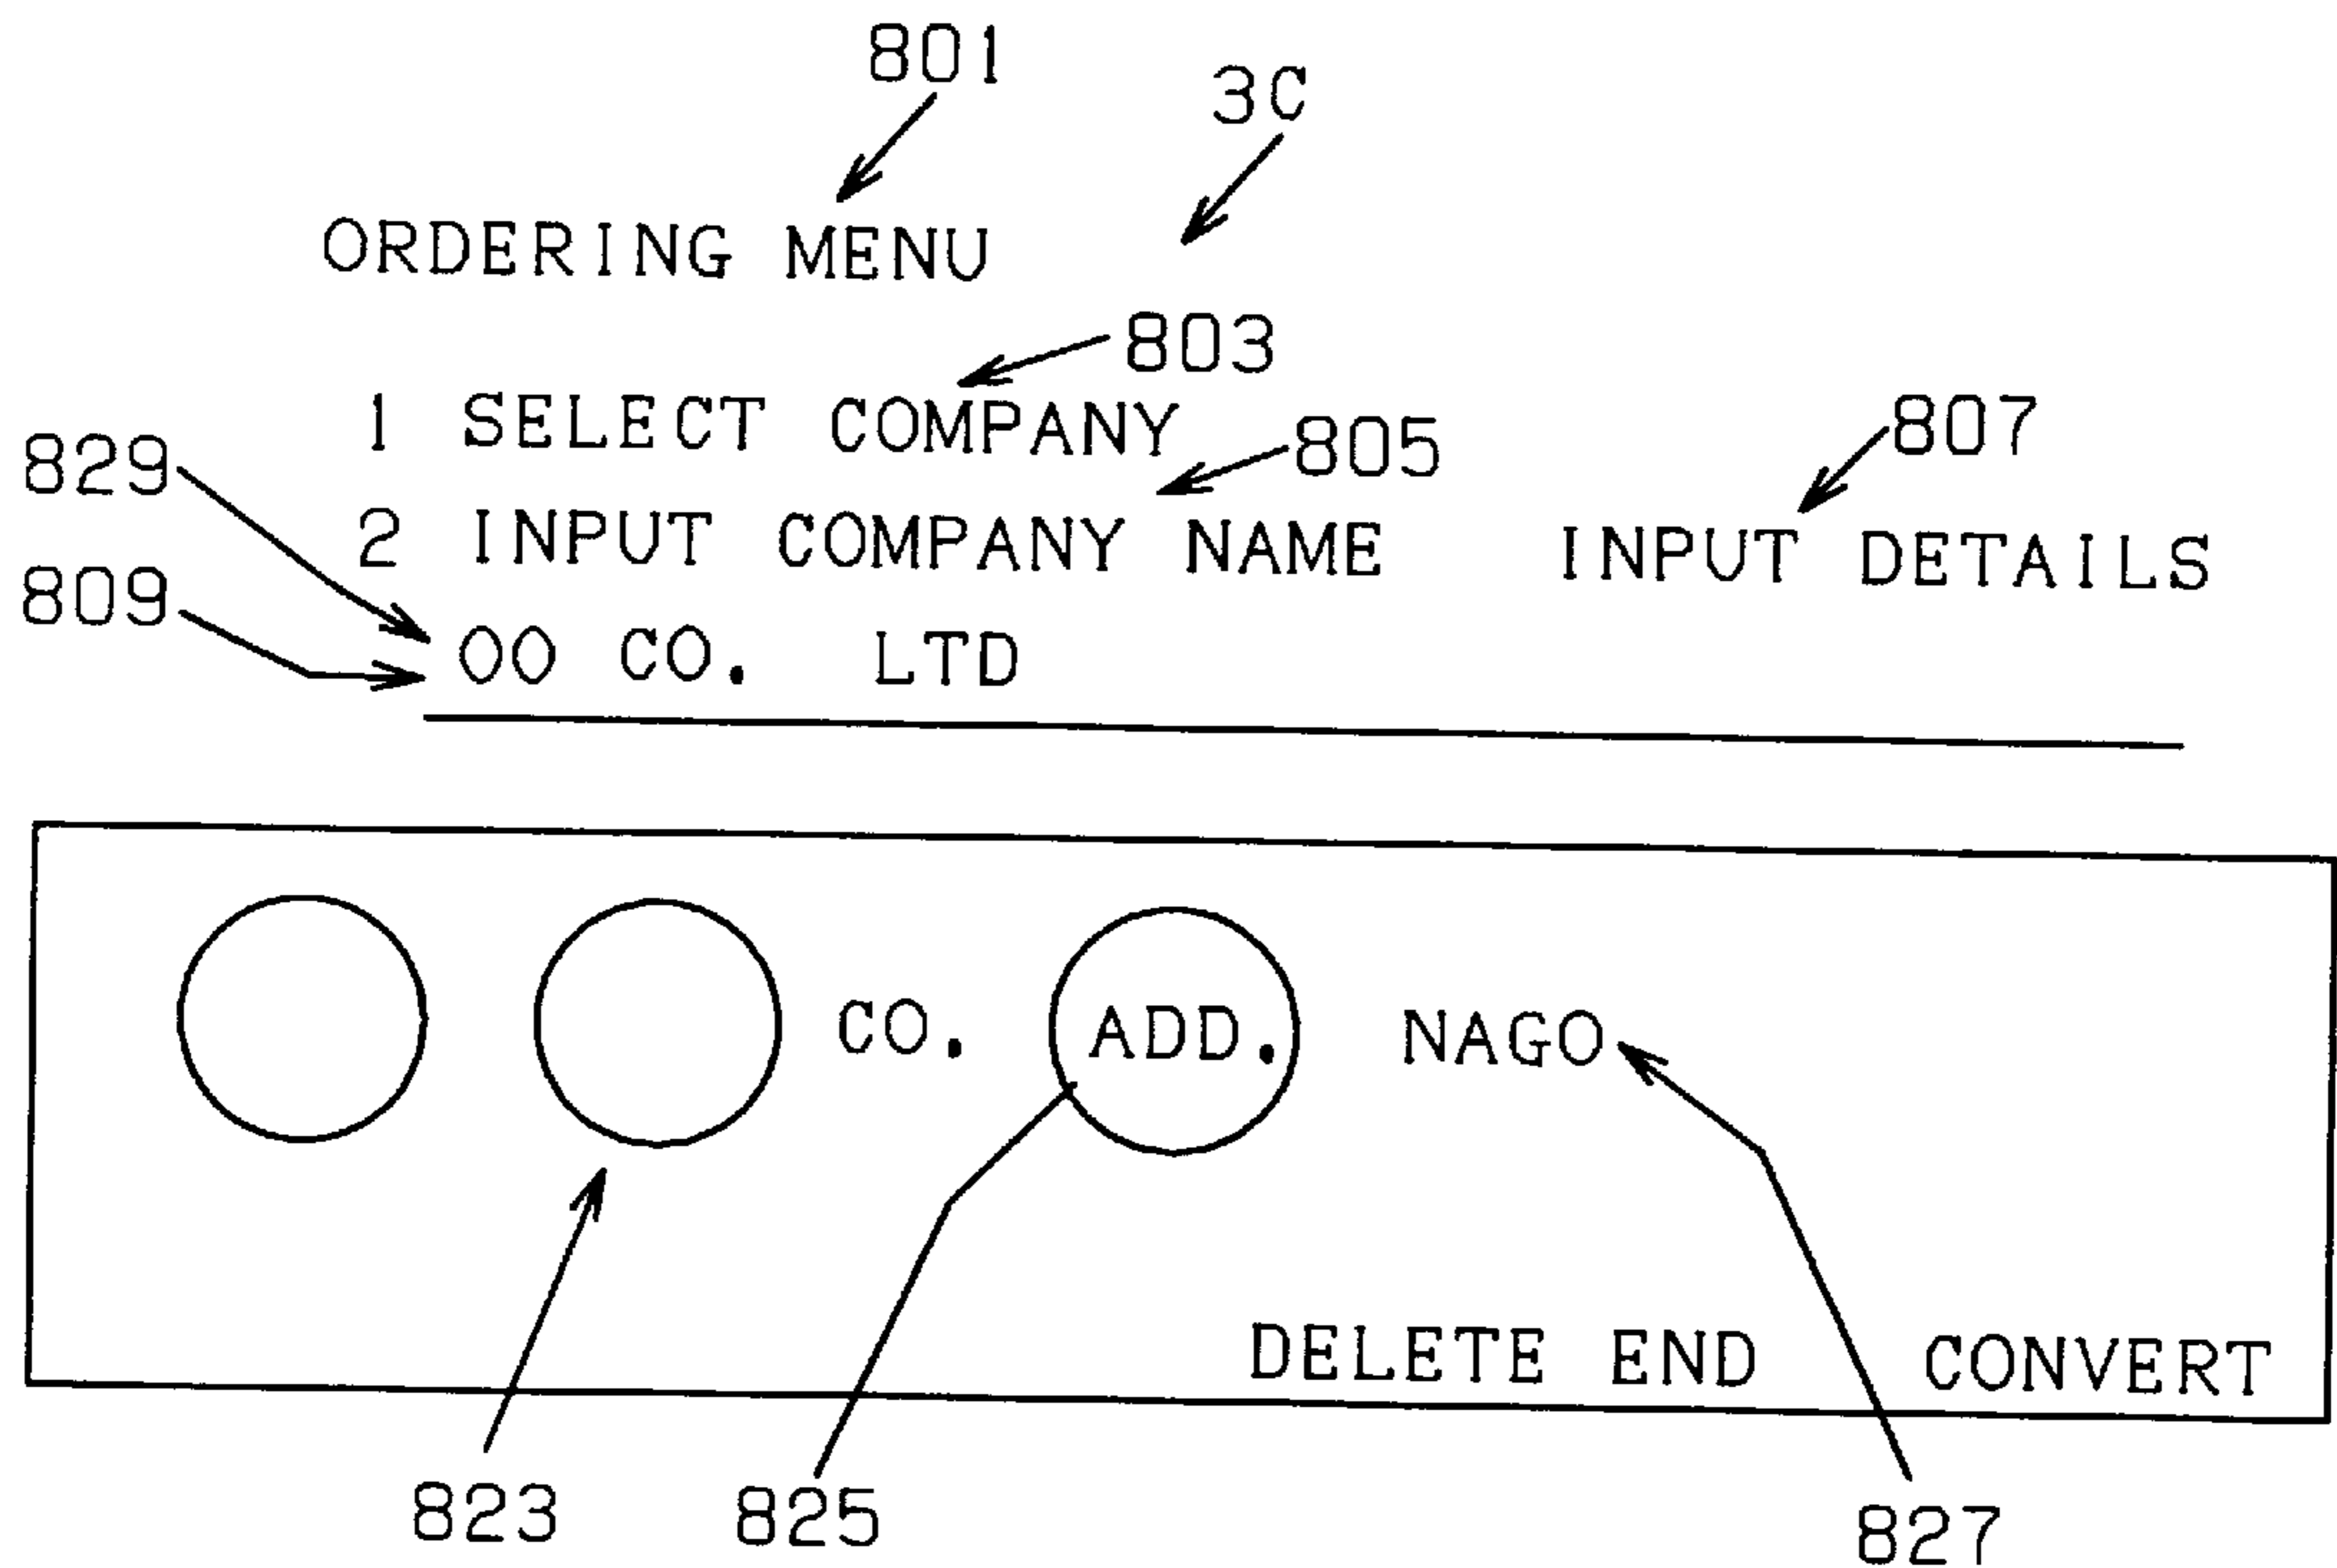 801
3C
ORDERING MENU
803
1 SELECT COMPANY
829 805 807
2 INPUT COMPANY NAME INPUT DETAILS
809
OO CO. LTD
CO. ADD. NAGO
DELETE END CONVERT
823 825 827